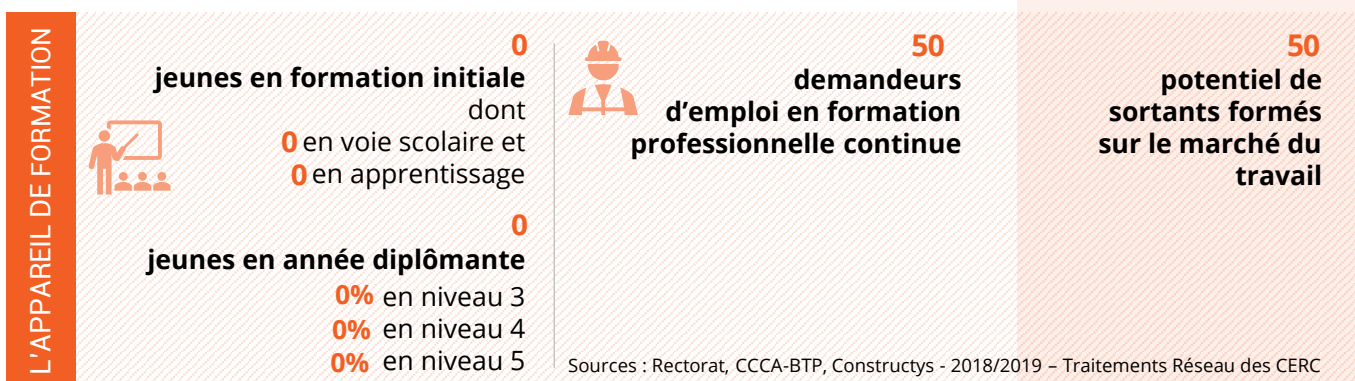 L'APPAREIL DE FORMATION
0
jeunes en formation initiale
dont
0 en voie scolaire et
0 en apprentissage
0
jeunes en année diplômante
0% en niveau 3
0% en niveau 4
0% en niveau 5
50
demandeurs
d’emploi en formation
professionnelle continue
50
potentiel de
sortants formés
sur le marché du
travail
Sources : Rectorat, CCCA-BTP, Constructys - 2018/2019 – Traitements Réseau des CERC